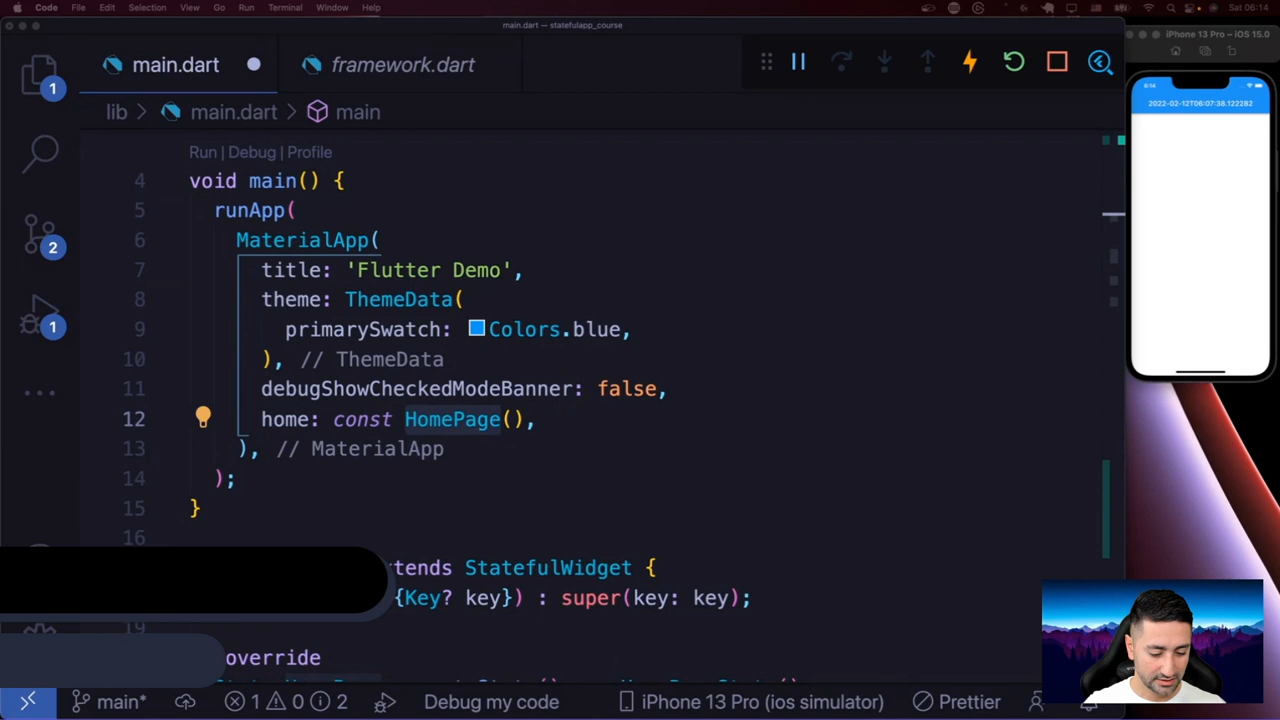 Code File Edit Selection View Go Run Terminal Window Help
Sat 06:14
main.dart — statefulapp_course
iPhone 13 Pro – iOS 15.0
main.dart
framework.dart
lib > main.dart > main
Run | Debug | Profile
4 void main() {
5 runApp(
6 MaterialApp(
7 title: 'Flutter Demo',
8 theme: ThemeData(
9 primarySwatch: Colors.blue,
10 ), // ThemeData
11 debugShowCheckedModeBanner: false,
12 home: const HomePage(),
13 ), // MaterialApp
14 );
15 }
16
extends StatefulWidget {
{Key? key}) : super(key: key);
19
override
1
2
1
6:14
2022-02-12T06:07:38.122282
main* 1 0 2 Debug my code iPhone 13 Pro (ios simulator) Prettier